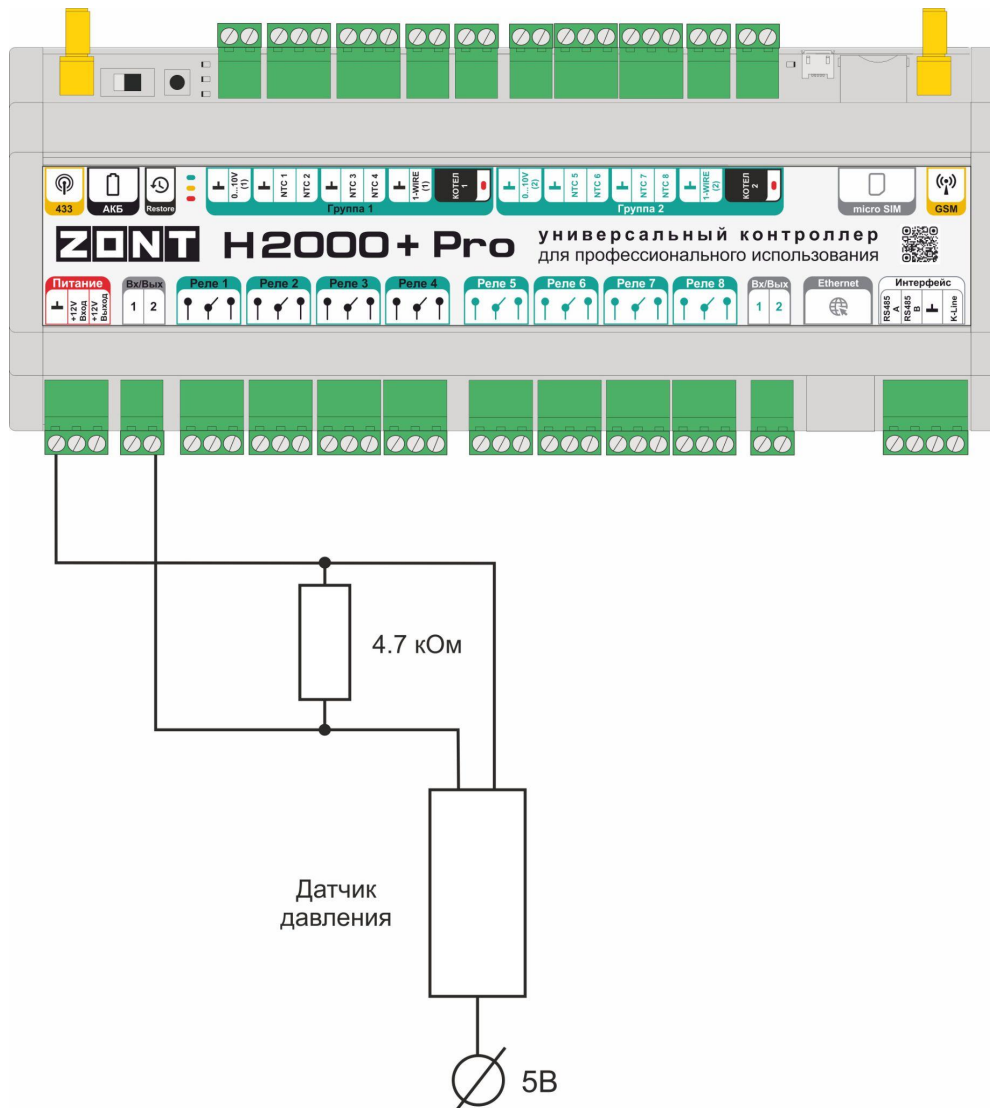 433
АКБ
Restore
0...10V (1)
NTC 1
NTC 2
NTC 3
NTC 4
1-WIRE (1)
КОТЕЛ 1
Группа 1
0...10V (2)
NTC 5
NTC 6
NTC 7
NTC 8
1-WIRE (2)
КОТЕЛ 2
Группа 2
micro SIM
GSM
ZONT H2000+ Pro
универсальный контроллер
для профессионального использования
Питание
+12V Вход
+12V Выход
Вх/Вых
1 2
Реле 1
Реле 2
Реле 3
Реле 4
Реле 5
Реле 6
Реле 7
Реле 8
Вх/Вых
1 2
Ethernet
Интерфейс
RS485 A
RS485 B
K-Line
4.7 кОм
Датчик
давления
5В